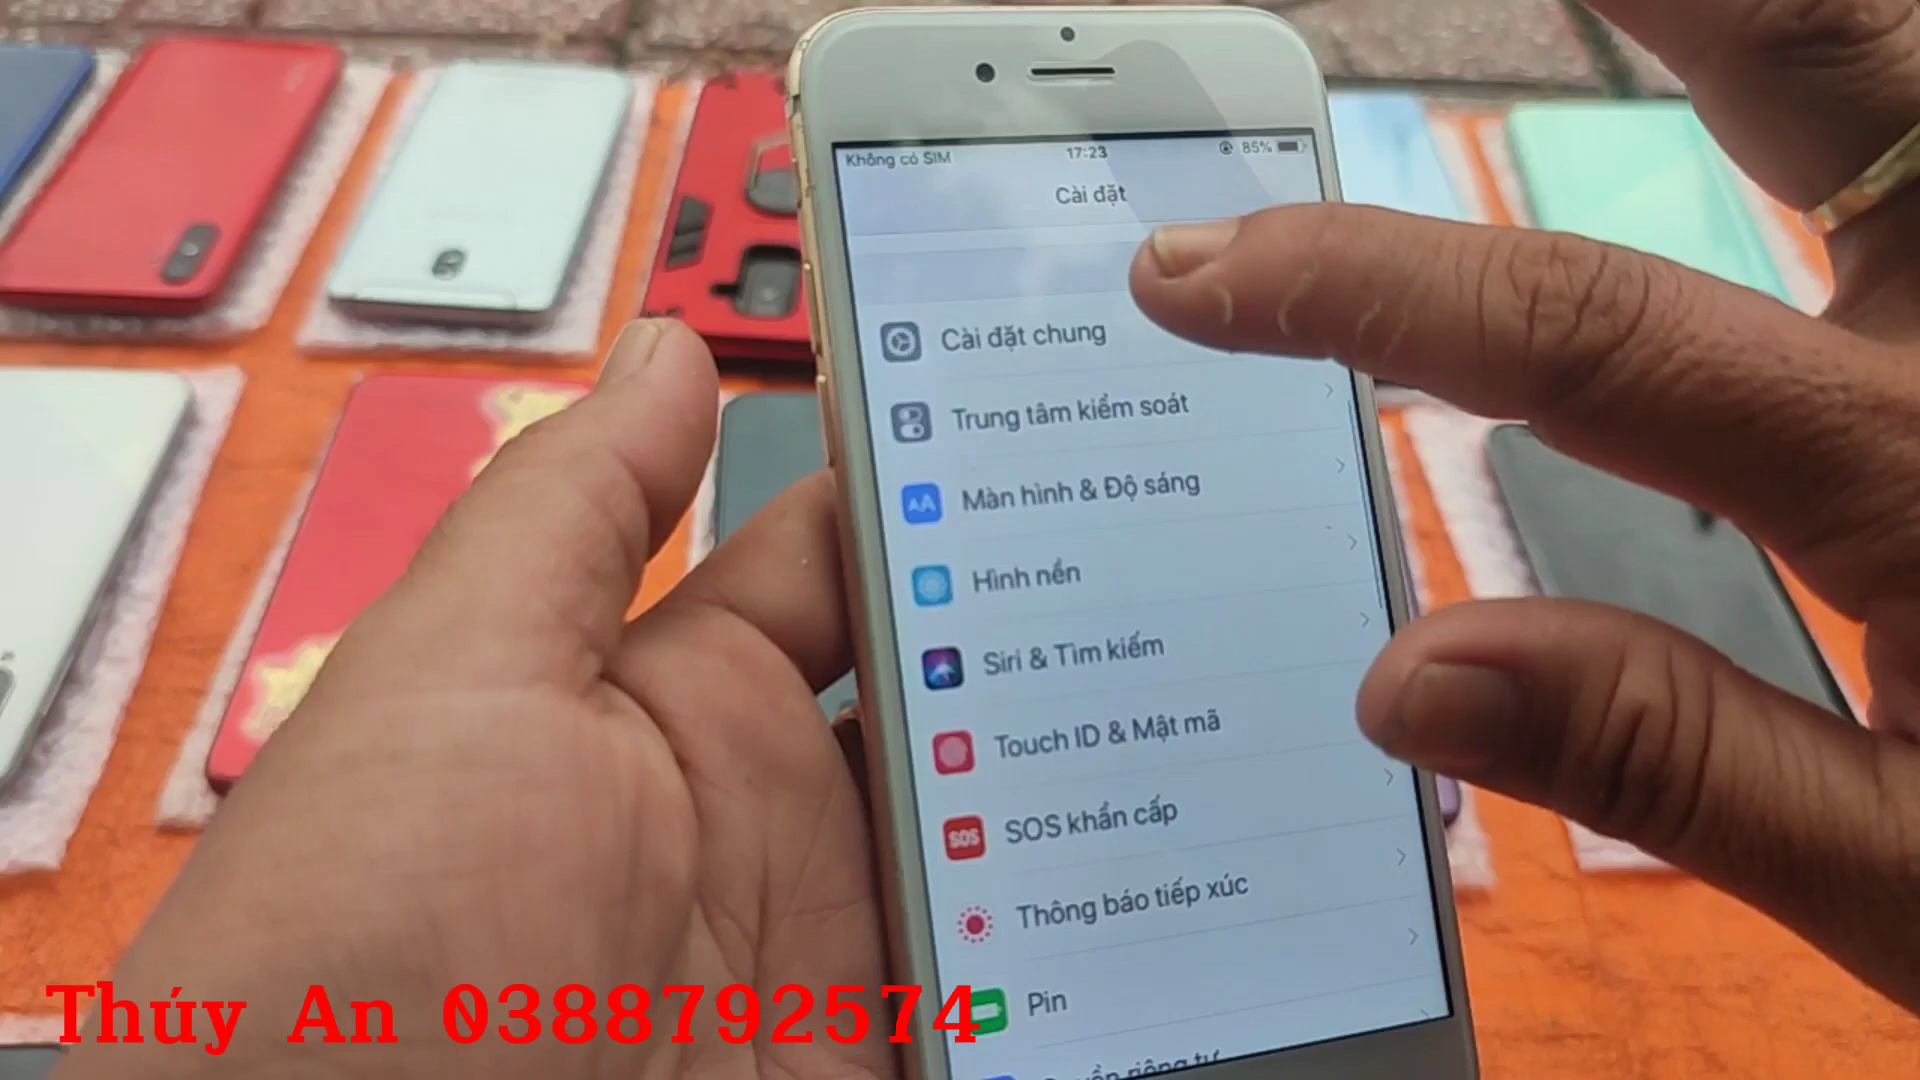 Không có SIM 17:23 85%
Cài đặt
Cài đặt chung
Trung tâm kiểm soát
AA Màn hình & Độ sáng
Hình nền
Siri & Tìm kiếm
Touch ID & Mật mã
SOS SOS khẩn cấp
Thông báo tiếp xúc
Pin
Thúy An 0388792574